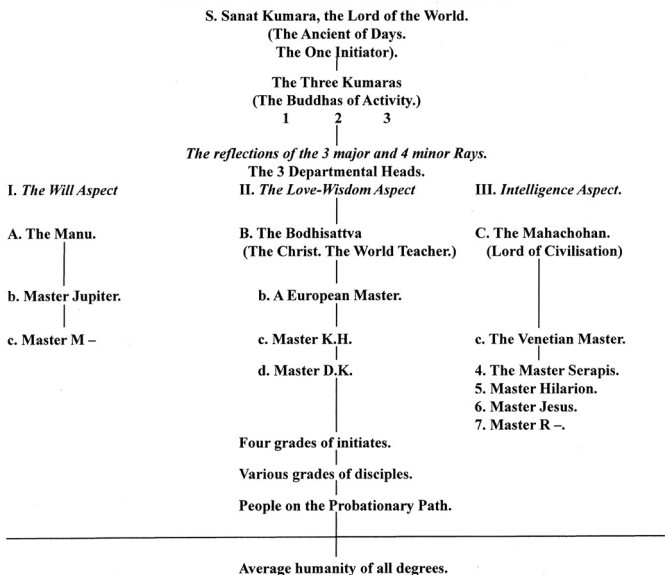 S. Sanat Kumara, the Lord of the World.
(The Ancient of Days.
The One Initiator).
The Three Kumaras
(The Buddhas of Activity.)
1 2 3
The reflections of the 3 major and 4 minor Rays.
The 3 Departmental Heads.
I. The Will Aspect II. The Love-Wisdom Aspect III. Intelligence Aspect.
A. The Manu. B. The Bodhisattva C. The Mahachohan.
(The Christ. The World Teacher.) (Lord of Civilisation)
b. Master Jupiter. b. A European Master.
c. Master M – c. Master K.H. c. The Venetian Master.
d. Master D.K. 4. The Master Serapis.
5. Master Hilarion.
6. Master Jesus.
7. Master R –.
Four grades of initiates.
Various grades of disciples.
People on the Probationary Path.
Average humanity of all degrees.